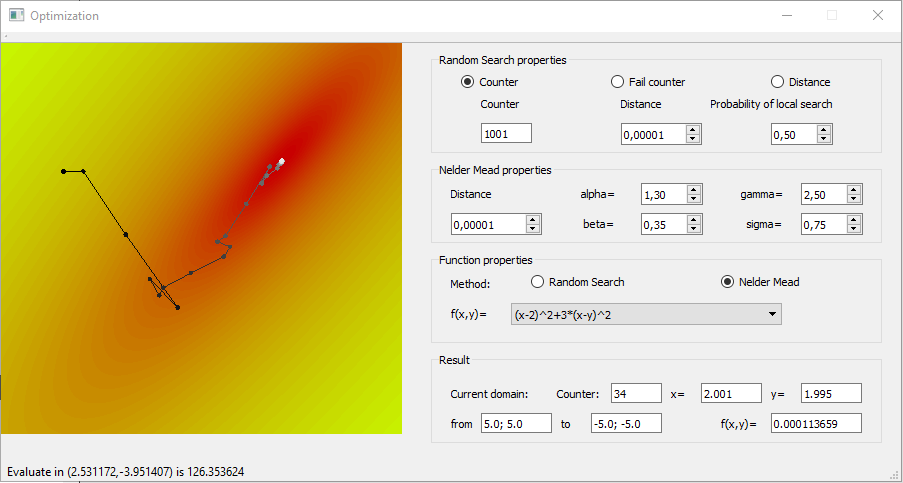 Optimization
Random Search properties
Counter Fail counter Distance
Counter Distance Probability of local search
1001 0,00001 0,50
Nelder Mead properties
Distance alpha= 1,30 gamma= 2,50
0,00001 beta= 0,35 sigma= 0,75
Function properties
Method: Random Search Nelder Mead
f(x,y)= (x-2)^2+3*(x-y)^2
Result
Current domain: Counter: 34 x= 2.001 y= 1.995
from 5.0; 5.0 to -5.0; -5.0 f(x,y)= 0.000113659
Evaluate in (2.531172,-3.951407) is 126.353624